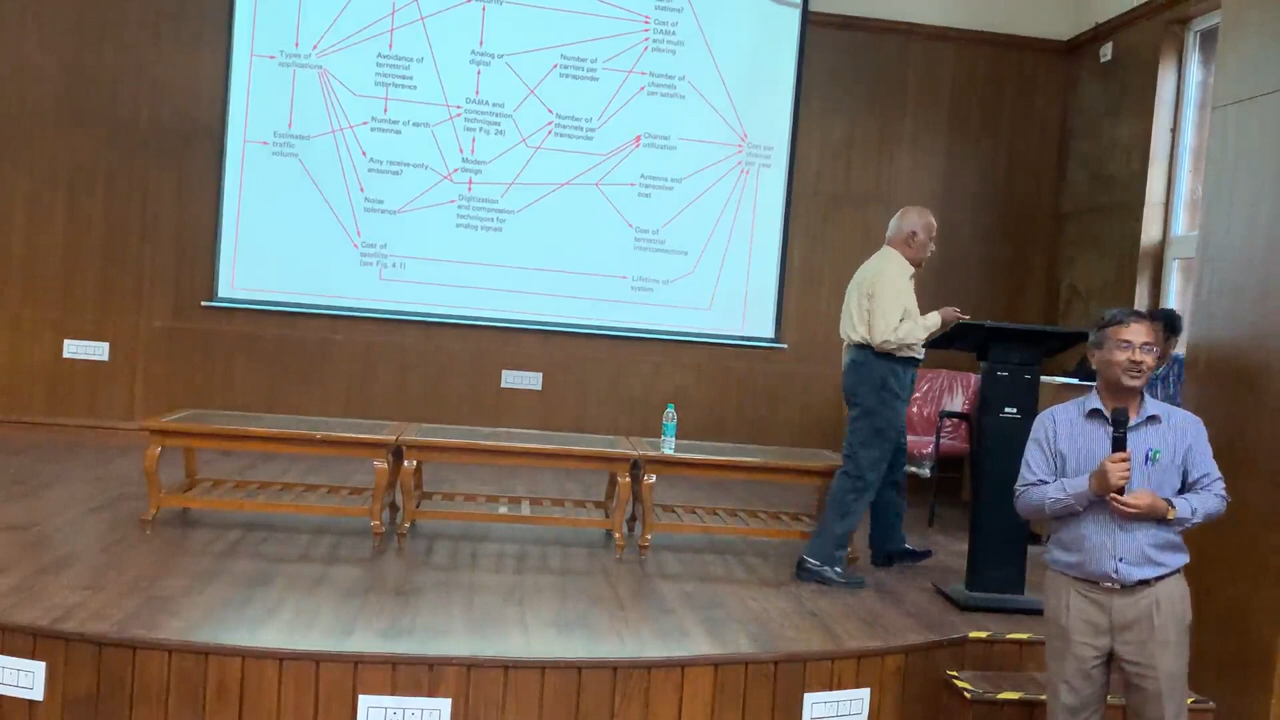 security
stations?
Cost of
DAMA
and multi
plexing
Types of
applications
Avoidance of
terrestrial
microwave
interference
Analog or
digital
Number of
carriers per
transponder
Number of
channels
per satellite
DAMA and
concentration
techniques
(see Fig. 24)
Number of earth
antennas
Number of
channels per
transponder
Estimated
traffic
volume
Channel
utilization
Cost per
channel
per year
Any receive-only
antennas?
Modem
design
Antenna and
transceiver
cost
Noise
tolerance
Digitization
and compression
techniques for
analog signals
Cost of
terrestrial
interconnections
Cost of
satellite
(see Fig. 4.1)
Lifetime of
system